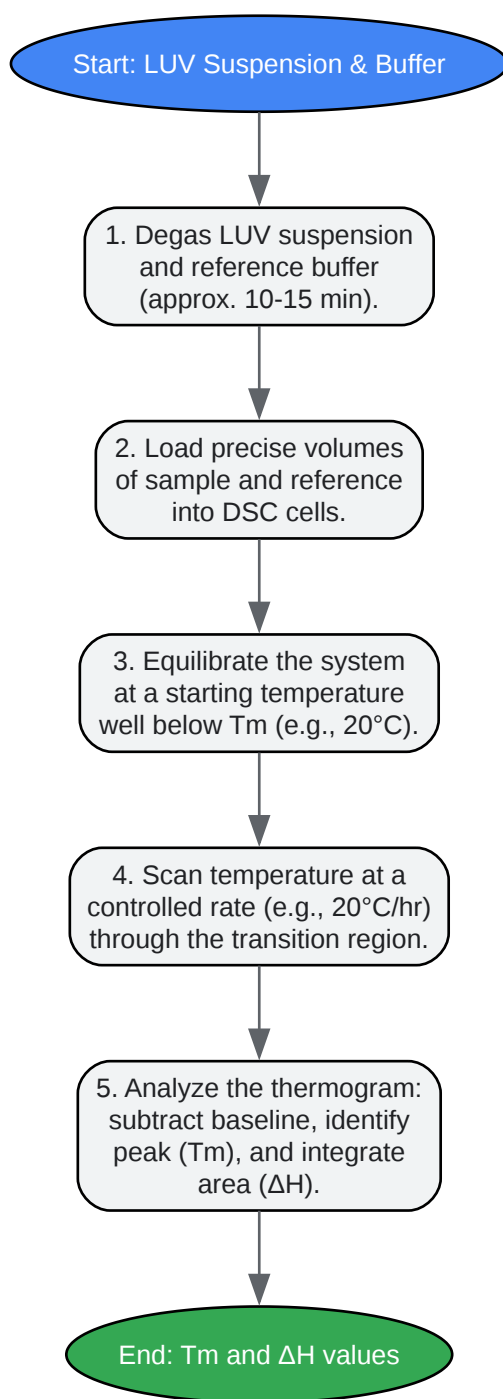 Start: LUV Suspension & Buffer
1. Degas LUV suspension
and reference buffer
(approx. 10-15 min).
2. Load precise volumes
of sample and reference
into DSC cells.
3. Equilibrate the system
at a starting temperature
well below Tm (e.g., 20°C).
4. Scan temperature at a
controlled rate (e.g., 20°C/hr)
through the transition region.
5. Analyze the thermogram:
subtract baseline, identify
peak (Tm), and integrate
area (ΔH).
End: Tm and ΔH values